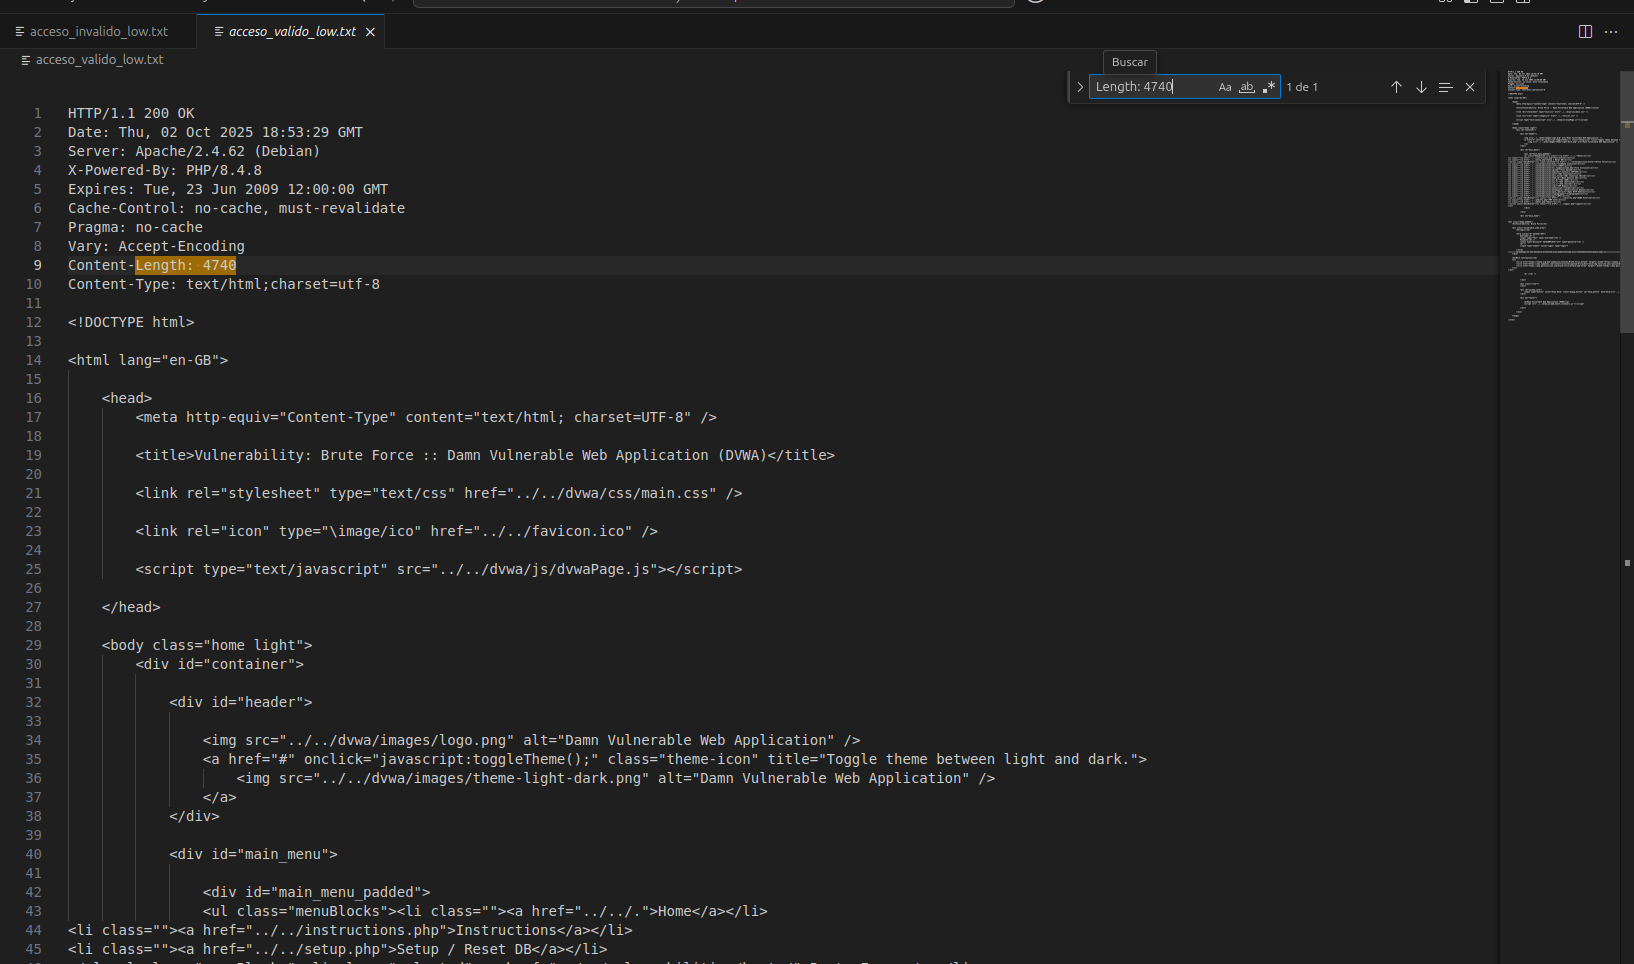 acceso_invalido_low.txt
acceso_valido_low.txt
acceso_valido_low.txt
Buscar
Length: 4740
Aa
ab
1 de 1
1 HTTP/1.1 200 OK
2 Date: Thu, 02 Oct 2025 18:53:29 GMT
3 Server: Apache/2.4.62 (Debian)
4 X-Powered-By: PHP/8.4.8
5 Expires: Tue, 23 Jun 2009 12:00:00 GMT
6 Cache-Control: no-cache, must-revalidate
7 Pragma: no-cache
8 Vary: Accept-Encoding
9 Content-Length: 4740
10 Content-Type: text/html;charset=utf-8
11
12 <!DOCTYPE html>
13
14 <html lang="en-GB">
15
16 <head>
17 <meta http-equiv="Content-Type" content="text/html; charset=UTF-8" />
18
19 <title>Vulnerability: Brute Force :: Damn Vulnerable Web Application (DVWA)</title>
20
21 <link rel="stylesheet" type="text/css" href="../../dvwa/css/main.css" />
22
23 <link rel="icon" type="\image/ico" href="../../favicon.ico" />
24
25 <script type="text/javascript" src="../../dvwa/js/dvwaPage.js"></script>
26
27 </head>
28
29 <body class="home light">
30 <div id="container">
31
32 <div id="header">
33
34 <img src="../../dvwa/images/logo.png" alt="Damn Vulnerable Web Application" />
35 <a href="#" onclick="javascript:toggleTheme();" class="theme-icon" title="Toggle theme between light and dark.">
36 <img src="../../dvwa/images/theme-light-dark.png" alt="Damn Vulnerable Web Application" />
37 </a>
38 </div>
39
40 <div id="main_menu">
41
42 <div id="main_menu_padded">
43 <ul class="menuBlocks"><li class=""><a href="../../.">Home</a></li>
44 <li class=""><a href="../../instructions.php">Instructions</a></li>
45 <li class=""><a href="../../setup.php">Setup / Reset DB</a></li>